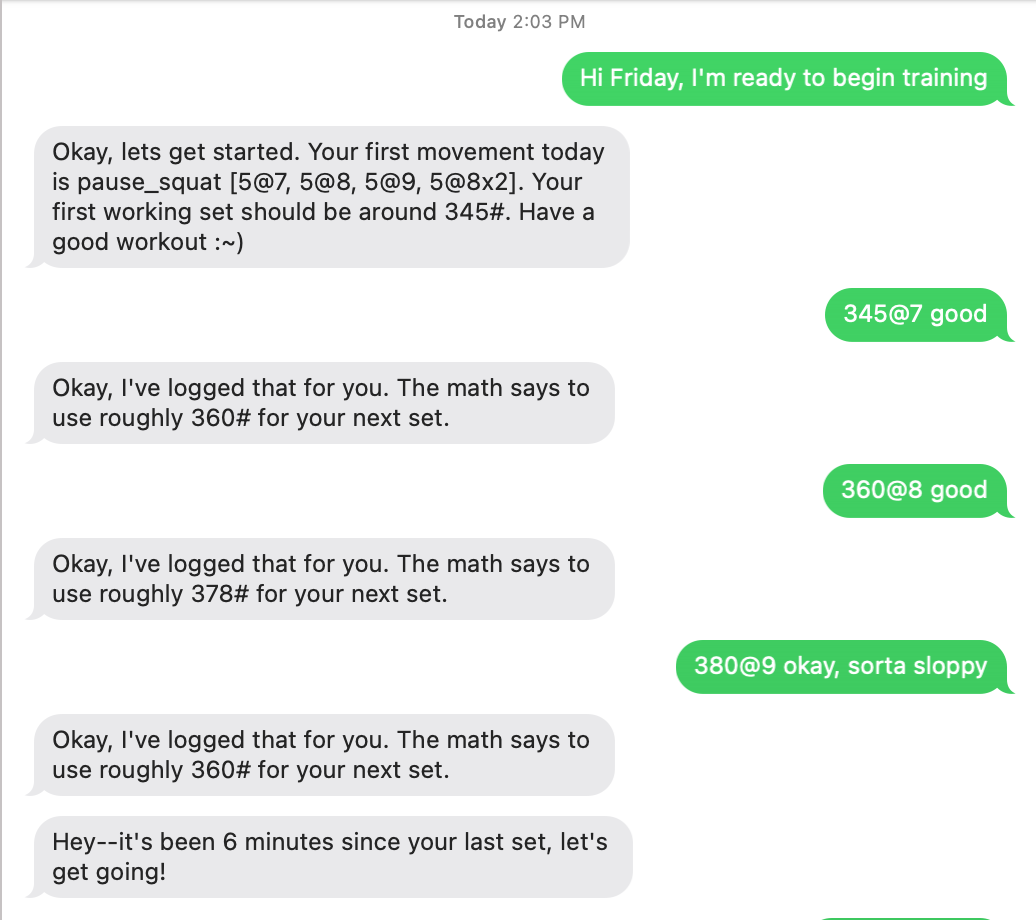 Today 2:03 PM
Hi Friday, I'm ready to begin training
Okay, lets get started. Your first movement today
is pause_squat [5@7, 5@8, 5@9, 5@8x2]. Your
first working set should be around 345#. Have a
good workout :~)
345@7 good
Okay, I've logged that for you. The math says to
use roughly 360# for your next set.
360@8 good
Okay, I've logged that for you. The math says to
use roughly 378# for your next set.
380@9 okay, sorta sloppy
Okay, I've logged that for you. The math says to
use roughly 360# for your next set.
Hey--it's been 6 minutes since your last set, let's
get going!